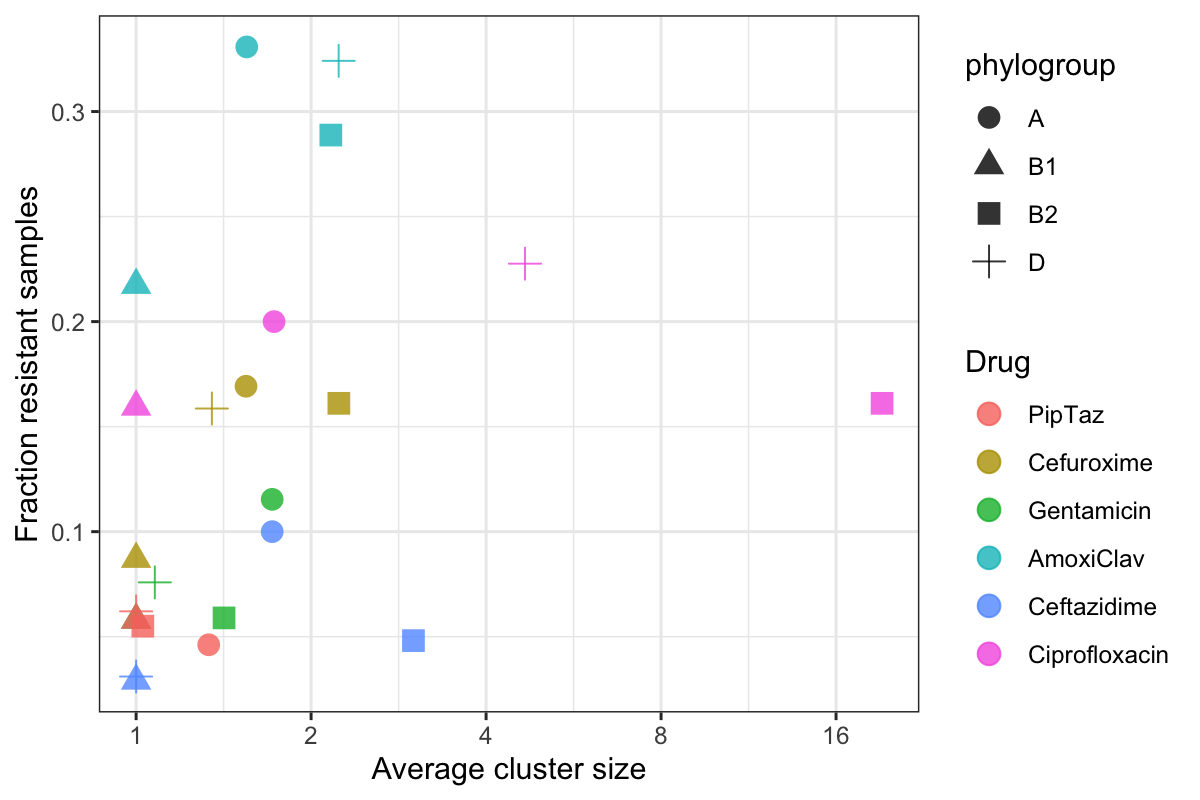 Fraction resistant samples
0.3
0.2
0.1
1 2 4 8 16
Average cluster size
phylogroup
A
B1
B2
D
Drug
PipTaz
Cefuroxime
Gentamicin
AmoxiClav
Ceftazidime
Ciprofloxacin